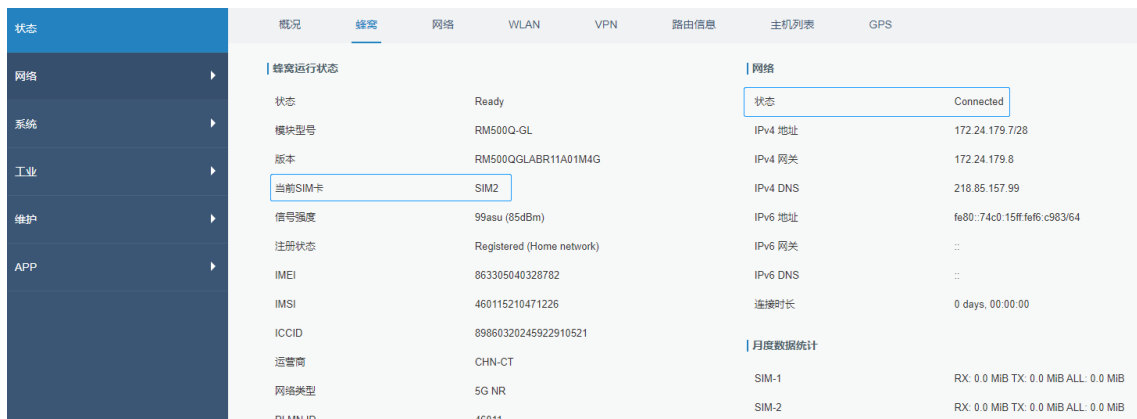 状态
网络
系统
工业
维护
APP
概况 蜂窝 网络 WLAN VPN 路由信息 主机列表 GPS
蜂窝运行状态
状态 Ready
模块型号 RM500Q-GL
版本 RM500QGLABR11A01M4G
当前SIM卡 SIM2
信号强度 99asu (85dBm)
注册状态 Registered (Home network)
IMEI 863305040328782
IMSI 460115210471226
ICCID 89860320245922910521
运营商 CHN-CT
网络类型 5G NR
PLMN ID 46011
网络
状态 Connected
IPv4 地址 172.24.179.7/28
IPv4 网关 172.24.179.8
IPv4 DNS 218.85.157.99
IPv6 地址 fe80::74c0:15ff:fef6:c983/64
IPv6 网关 ::
IPv6 DNS ::
连接时长 0 days, 00:00:00
月度数据统计
SIM-1 RX: 0.0 MiB TX: 0.0 MiB ALL: 0.0 MiB
SIM-2 RX: 0.0 MiB TX: 0.0 MiB ALL: 0.0 MiB